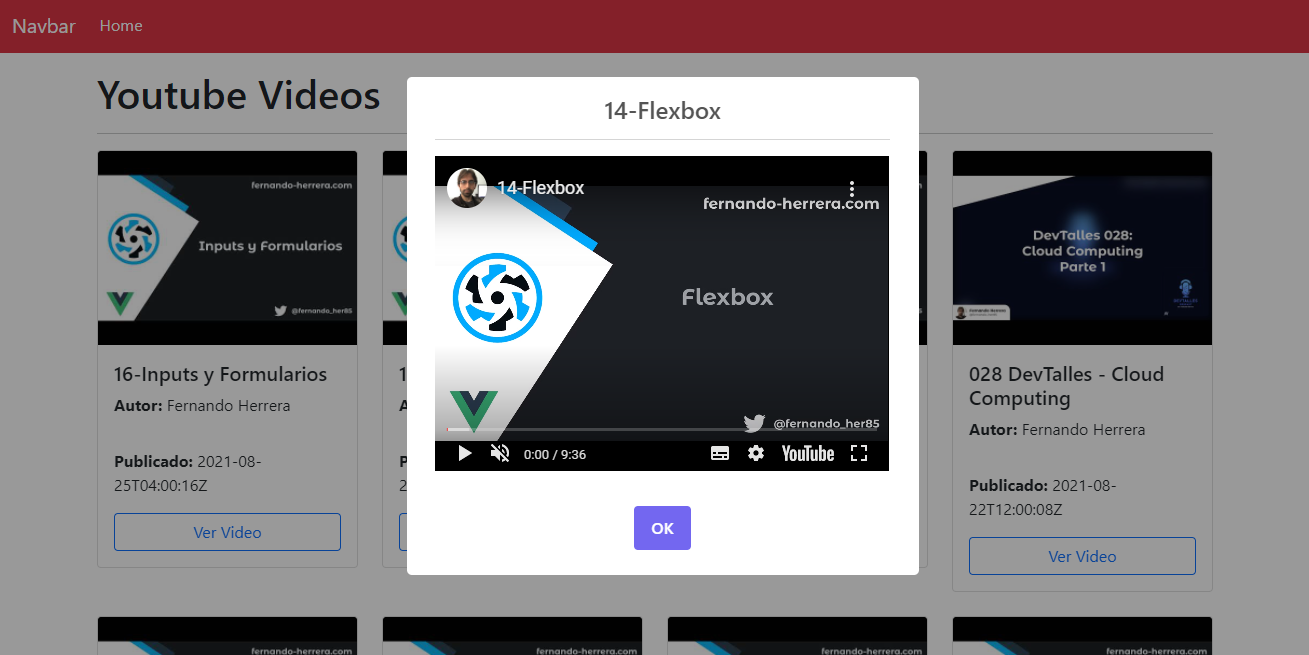 Navbar Home
Youtube Videos
14-Flexbox
14-Flexbox
fernando-herrera.com
Flexbox
@fernando_her85
0:00 / 9:36
YouTube
OK
fernando-herrera.com
Inputs y Formularios
@fernando_her85
16-Inputs y Formularios
Autor: Fernando Herrera
Publicado: 2021-08-
25T04:00:16Z
Ver Video
DevTalles 028:
Cloud Computing
Parte 1
Fernando Herrera
DEVTALLES
028 DevTalles - Cloud
Computing
Autor: Fernando Herrera
Publicado: 2021-08-
22T12:00:08Z
Ver Video
fernando-herrera.com
fernando-herrera.com
fernando-herrera.com
fernando-herrera.com